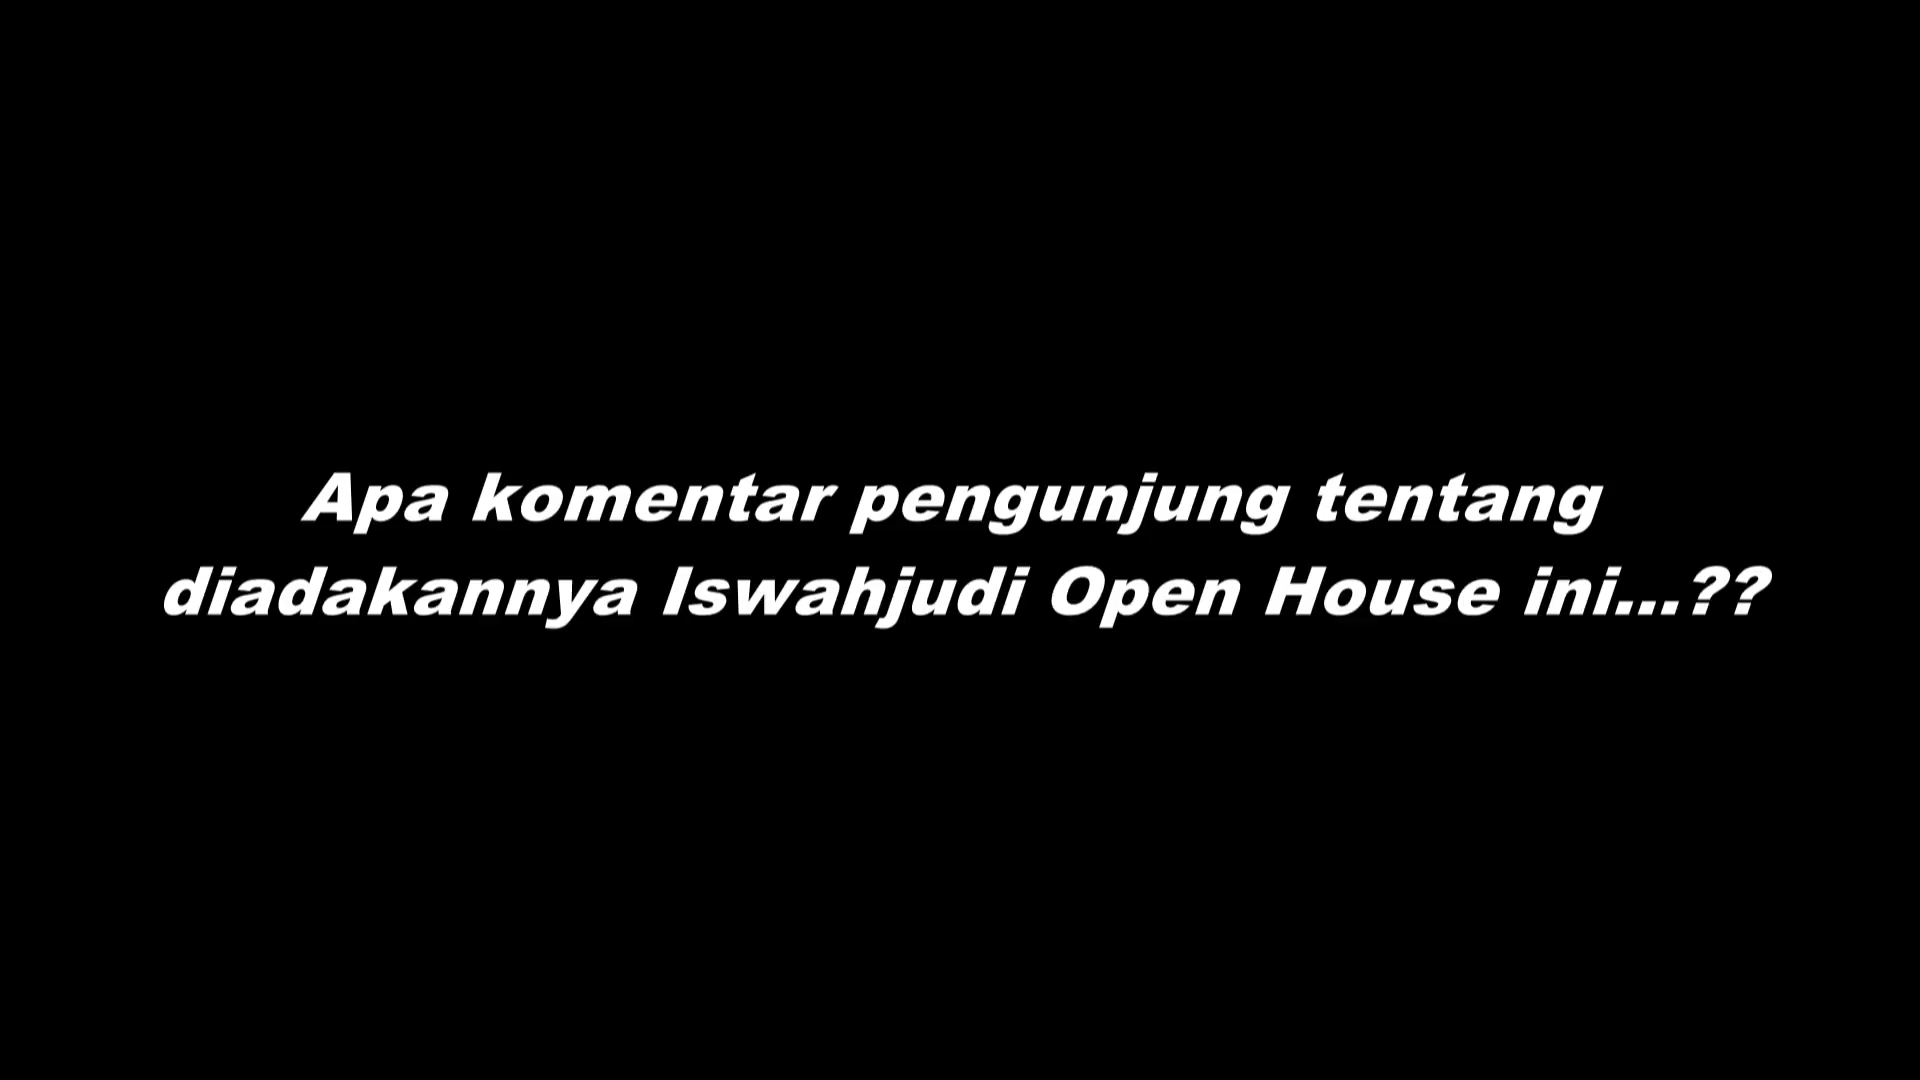 Apa komentar pengunjung tentang
diadakannya Iswahjudi Open House ini...??